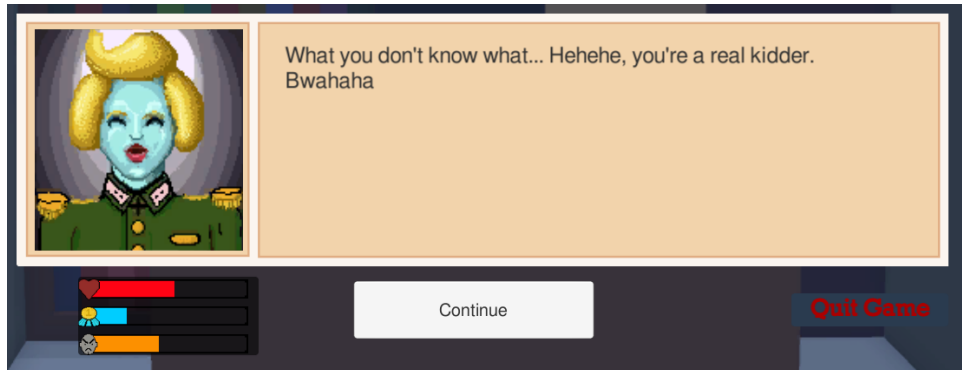 What you don't know what... Hehehe, you're a real kidder.
Bwahaha
Continue
Quit Game